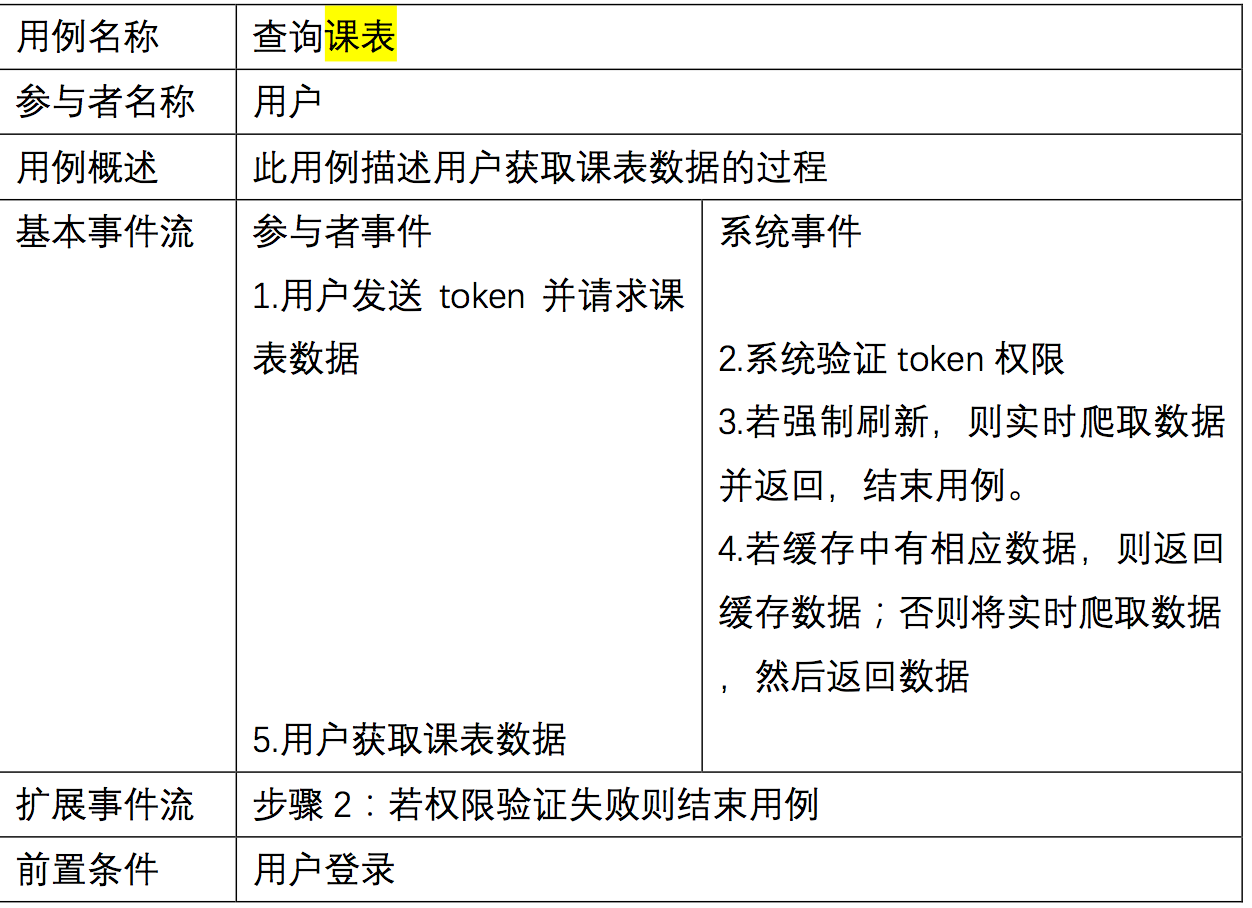 用例名称
查询课表
参与者名称
用户
用例概述
此用例描述用户获取课表数据的过程
基本事件流
参与者事件
1.用户发送 token 并请求课
表数据
5.用户获取课表数据
系统事件
2.系统验证 token 权限
3.若强制刷新，则实时爬取数据
并返回，结束用例。
4.若缓存中有相应数据，则返回
缓存数据；否则将实时爬取数据
，然后返回数据
扩展事件流
步骤 2：若权限验证失败则结束用例
前置条件
用户登录